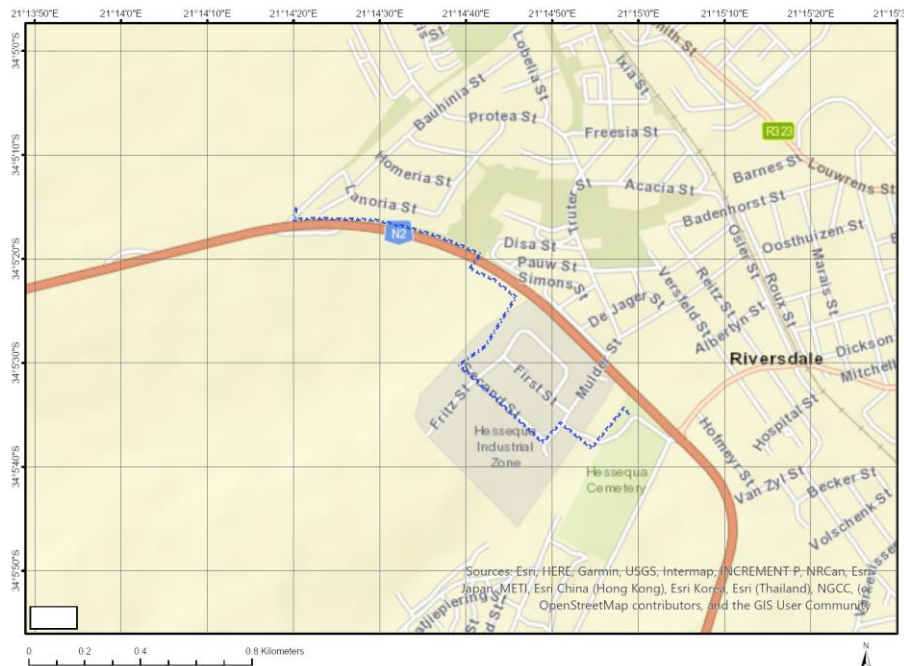 21°13'50"E 21°14'0"E 21°14'10"E 21°14'20"E 21°14'30"E 21°14'40"E 21°14'50"E 21°15'0"E 21°15'10"E 21°15'20"E
34°5'0"S
34°5'10"S
34°5'20"S
34°5'30"S
34°5'40"S
34°5'50"S
Lobelia St
Ixia St
Bauhinia St
Protea St
Freesia St
R323
Louwrens St
Barnes St
Homeria St
Lanoria St
Acacia St
Truter St
Badenhorst St
N2
Disa St
Pauw St
Simons St
Osler St
Oosthuizen St
Marais St
Roux St
Reitz St
Versfeld St
De Jager St
Albertyn St
Riversdale
Dickson
Mitchell
Mulder St
First St
Second St
Fritz St
Hessequa
Industrial
Zone
Hospital St
Hofmeyr St
Hessequa
Cemetery
Van Zyl St
Becker St
Volschenk St
Sources: Esri, HERE, Garmin, USGS, Intermap, INCREMENT P, NRCan, Esri
Japan, METI, Esri China (Hong Kong), Esri Korea, Esri (Thailand), NGCC, (c)
OpenStreetMap contributors, and the GIS User Community
0 0.2 0.4 0.8 Kilometers
N